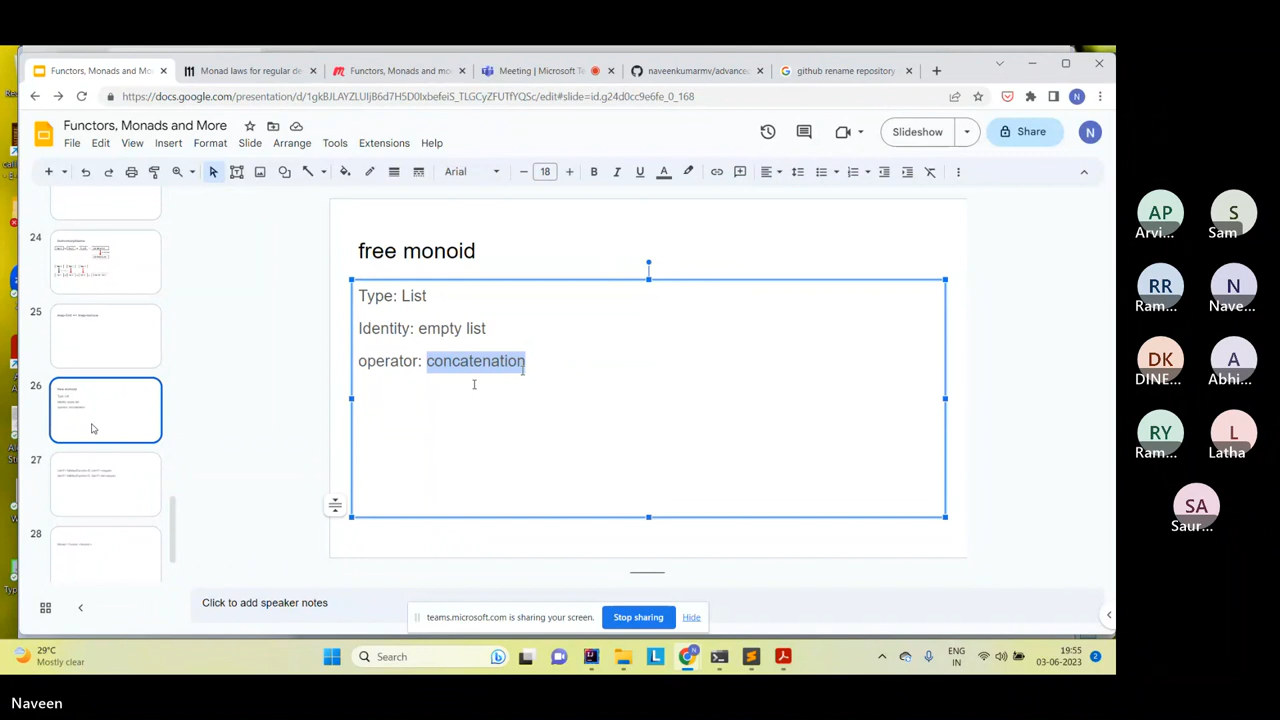 Functors, Monads and Mo
Monad laws for regular de
Functors, Monads and mo
Meeting | Microsoft Te
naveenkumarmv/advanced
github rename repository
https://docs.google.com/presentation/d/1gkBJLAYZLUIjB6d7H5D0lxbefeiS_TLGCyZFUTfYQSc/edit#slide=id.g24d0cc9e6fe_0_168
N
Functors, Monads and More
Slideshow
Share
N
File Edit View Insert Format Slide Arrange Tools Extensions Help
Arial
18
B I U A
24
25
26
27
28
free monoid
Type: List
Identity: empty list
operator: concatenation
Click to add speaker notes
teams.microsoft.com is sharing your screen.
Stop sharing
Hide
29°C
Mostly clear
Search
ENG
IN
19:55
03-06-2023
2
AP
Arvi...
S
Sam
RR
Ram...
N
Nave...
DK
DINE...
A
Abhi...
RY
Ram...
L
Latha
SA
Saur...
Naveen